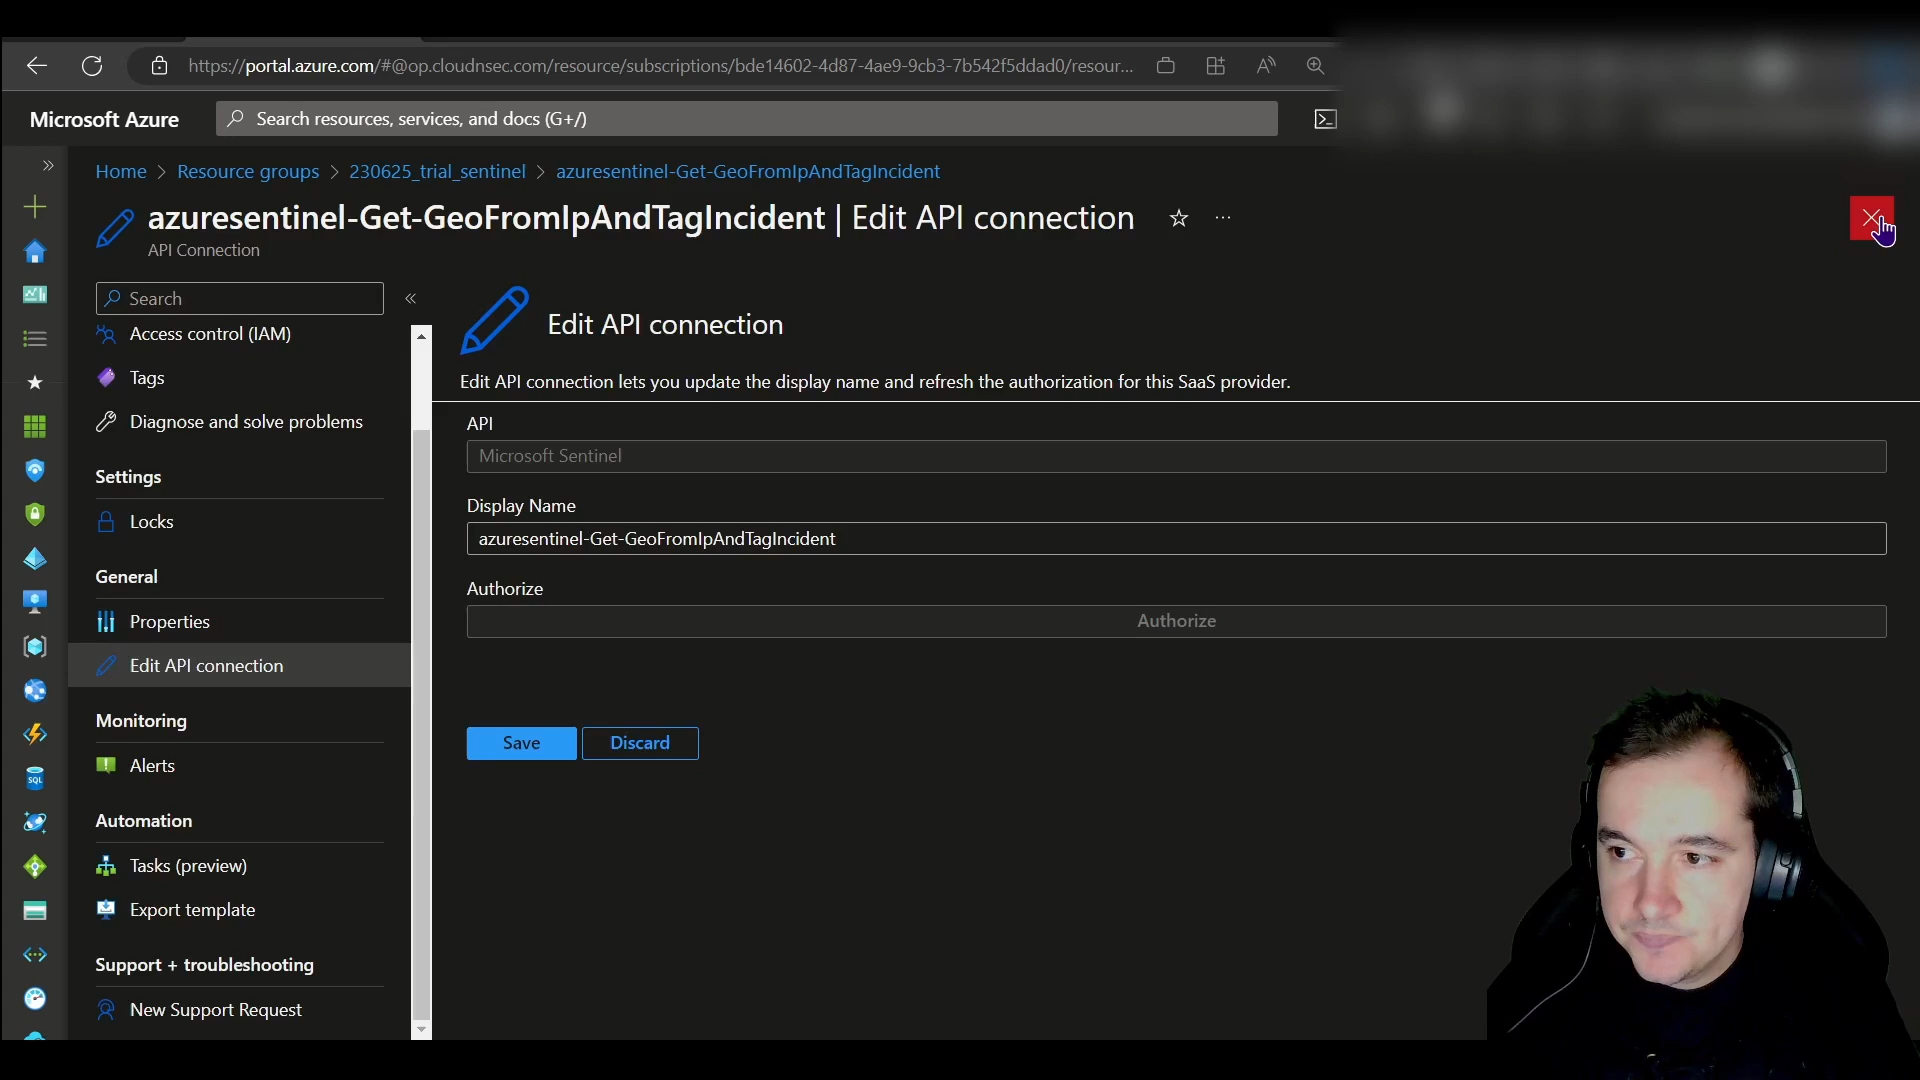 https://portal.azure.com/#@op.cloudnsec.com/resource/subscriptions/bde14602-4d87-4ae9-9cb3-7b542f5ddad0/resour...
Microsoft Azure
Search resources, services, and docs (G+/)
Home > Resource groups > 230625_trial_sentinel > azuresentinel-Get-GeoFromIpAndTagIncident
azuresentinel-Get-GeoFromIpAndTagIncident | Edit API connection
API Connection
Search
Access control (IAM)
Tags
Diagnose and solve problems
Settings
Locks
General
Properties
Edit API connection
Monitoring
Alerts
Automation
Tasks (preview)
Export template
Support + troubleshooting
New Support Request
Edit API connection
Edit API connection lets you update the display name and refresh the authorization for this SaaS provider.
API
Microsoft Sentinel
Display Name
azuresentinel-Get-GeoFromIpAndTagIncident
Authorize
Authorize
Save
Discard